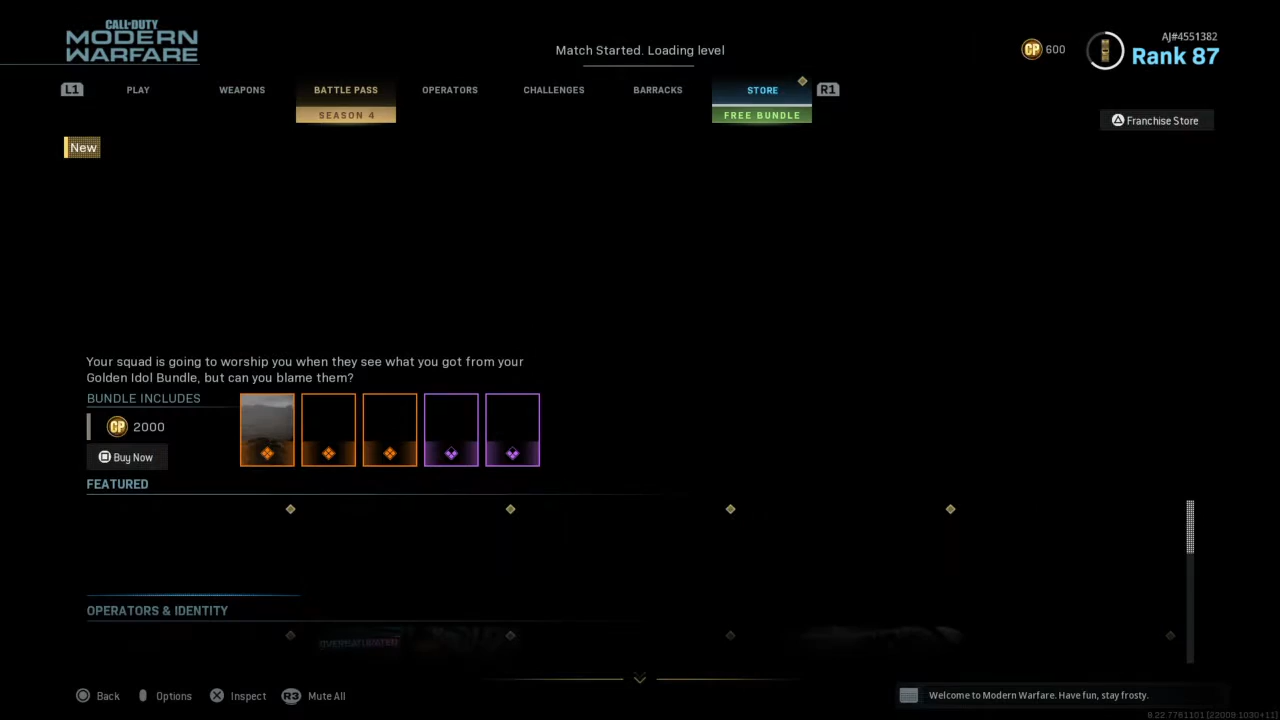 CALL OF DUTY
MODERN
WARFARE
Match Started. Loading level
CP 600
AJ#4551382
Rank 87
L1
PLAY
WEAPONS
BATTLE PASS
SEASON 4
OPERATORS
CHALLENGES
BARRACKS
STORE
FREE BUNDLE
R1
Franchise Store
New
Your squad is going to worship you when they see what you got from your
Golden Idol Bundle, but can you blame them?
BUNDLE INCLUDES
CP 2000
Buy Now
FEATURED
OPERATORS & IDENTITY
OVERSATURATED
Back
Options
Inspect
R3 Mute All
Welcome to Modern Warfare. Have fun, stay frosty.